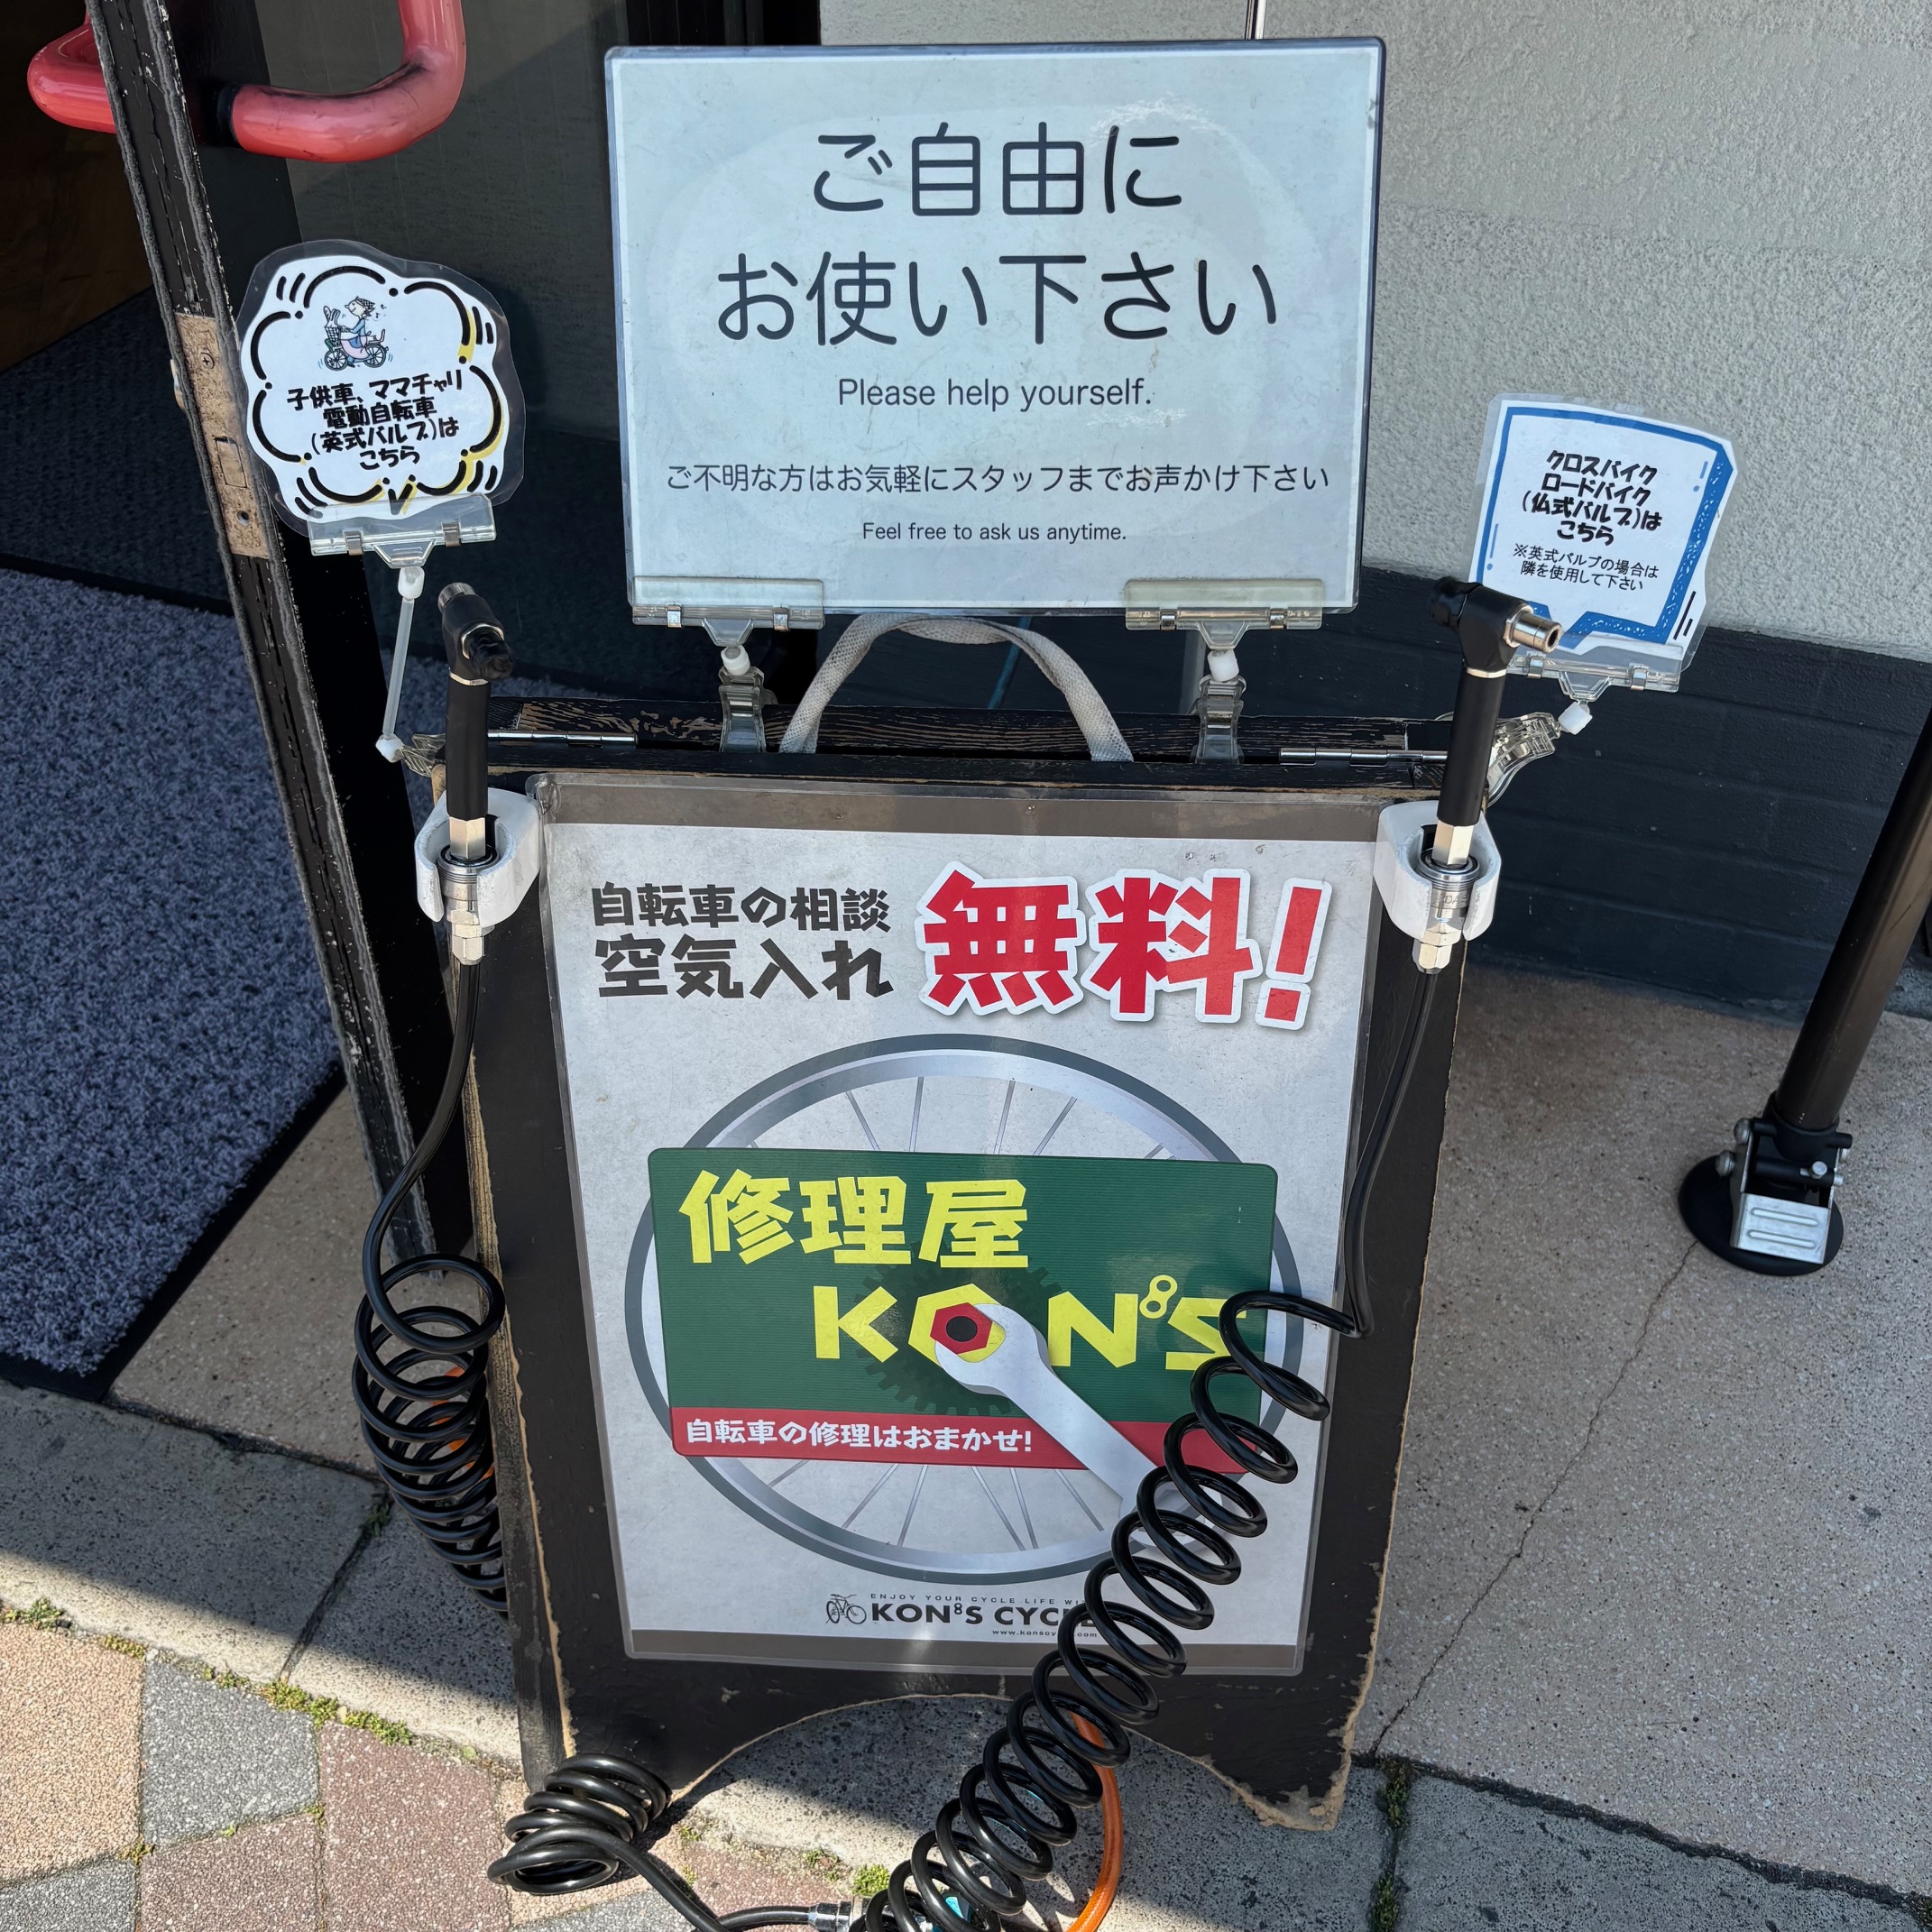 ご自由に
お使い下さい
Please help yourself.
ご不明な方はお気軽にスタッフまでお声かけ下さい
Feel free to ask us anytime.
子供車、ママチャリ
電動自転車
(英式バルブ)は
こちら
クロスバイク
ロードバイク
(仏式バルブ)は
こちら
※英式バルブの場合は
隣を使用して下さい
自転車の相談
空気入れ
無料!
修理屋
KON'S
自転車の修理はおまかせ!
ENJOY YOUR CYCLE LIFE
KON'S